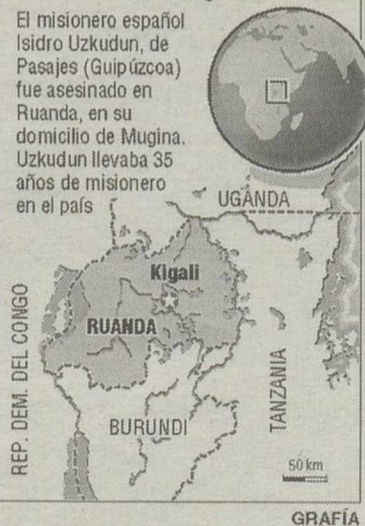 El misionero español
Isidro Uzkudun, de
Pasajes (Guipúzcoa)
fue asesinado en
Ruanda, en su
domicilio de Mugina.
Uzkudun llevaba 35
años de misionero
en el país
UGANDA
Kigali
RUANDA
REP. DEM. DEL CONGO
TANZANIA
BURUNDI
50 km
GRAFÍA